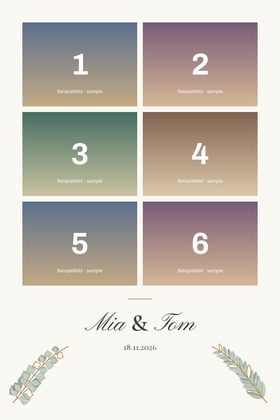 1
2
Beispielbild · sample
Beispielbild · sample
3
4
Beispielbild · sample
Beispielbild · sample
5
6
Beispielbild · sample
Beispielbild · sample
Mia & Tom
18.11.2026